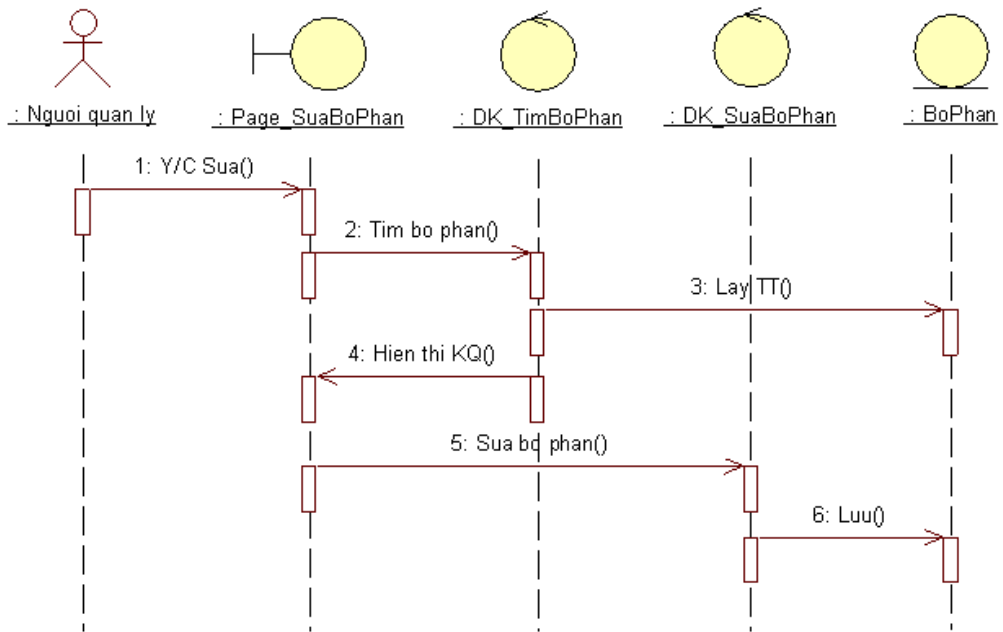 : Nguoi quan ly
: Page_SuaBoPhan
: DK_TimBoPhan
: DK_SuaBoPhan
: BoPhan
1: Y/C Sua()
2: Tim bo phan()
3: Lay TT()
4: Hien thi KQ()
5: Sua bo phan()
6: Luu()